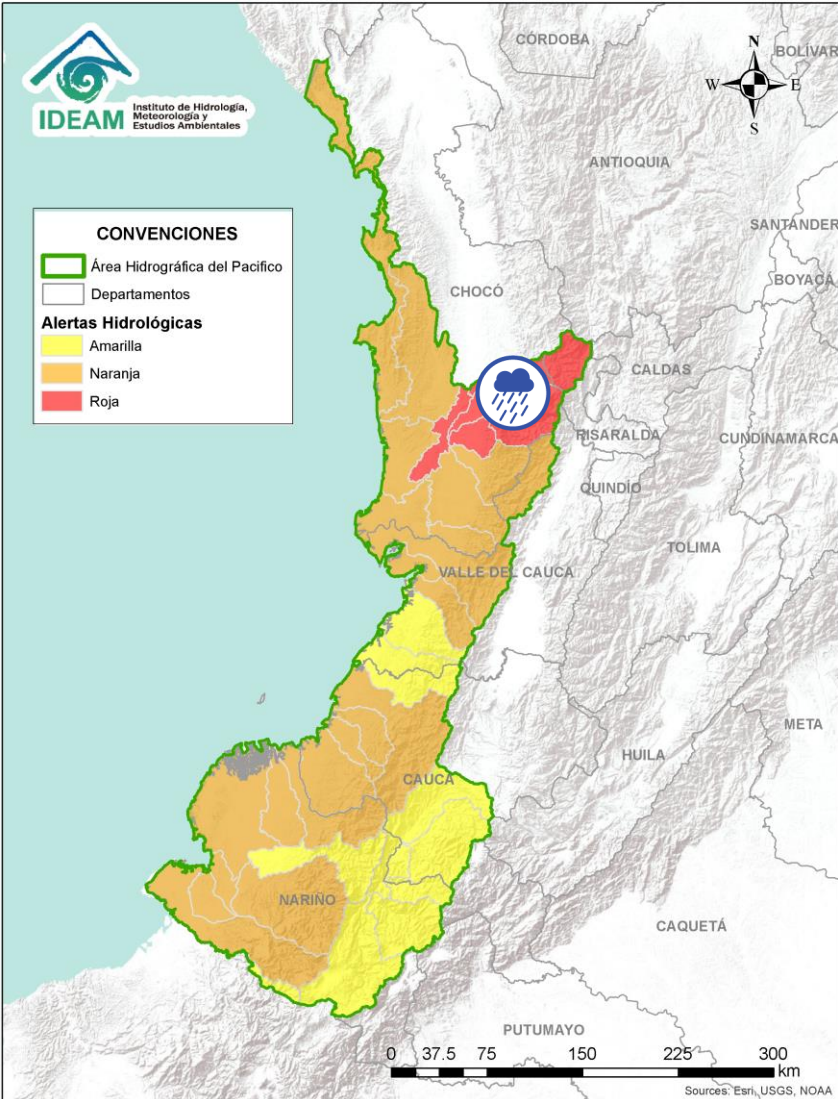 IDEAM
Instituto de Hidrología,
Meteorología y
Estudios Ambientales
CÓRDOBA
BOLÍVAR
N
W
E
S
ANTIOQUIA
SANTANDER
BOYACÁ
CONVENCIONES
Área Hidrográfica del Pacifico
Departamentos
Alertas Hidrológicas
Amarilla
Naranja
Roja
CHOCÓ
CALDAS
RISARALDA
CUNDINAMARCA
QUINDÍO
TOLIMA
VALLE DEL CAUCA
META
HUILA
CAUCA
NARIÑO
CAQUETÁ
PUTUMAYO
0 37.5 75 150 225 300
km
Sources: Esri, USGS, NOAA